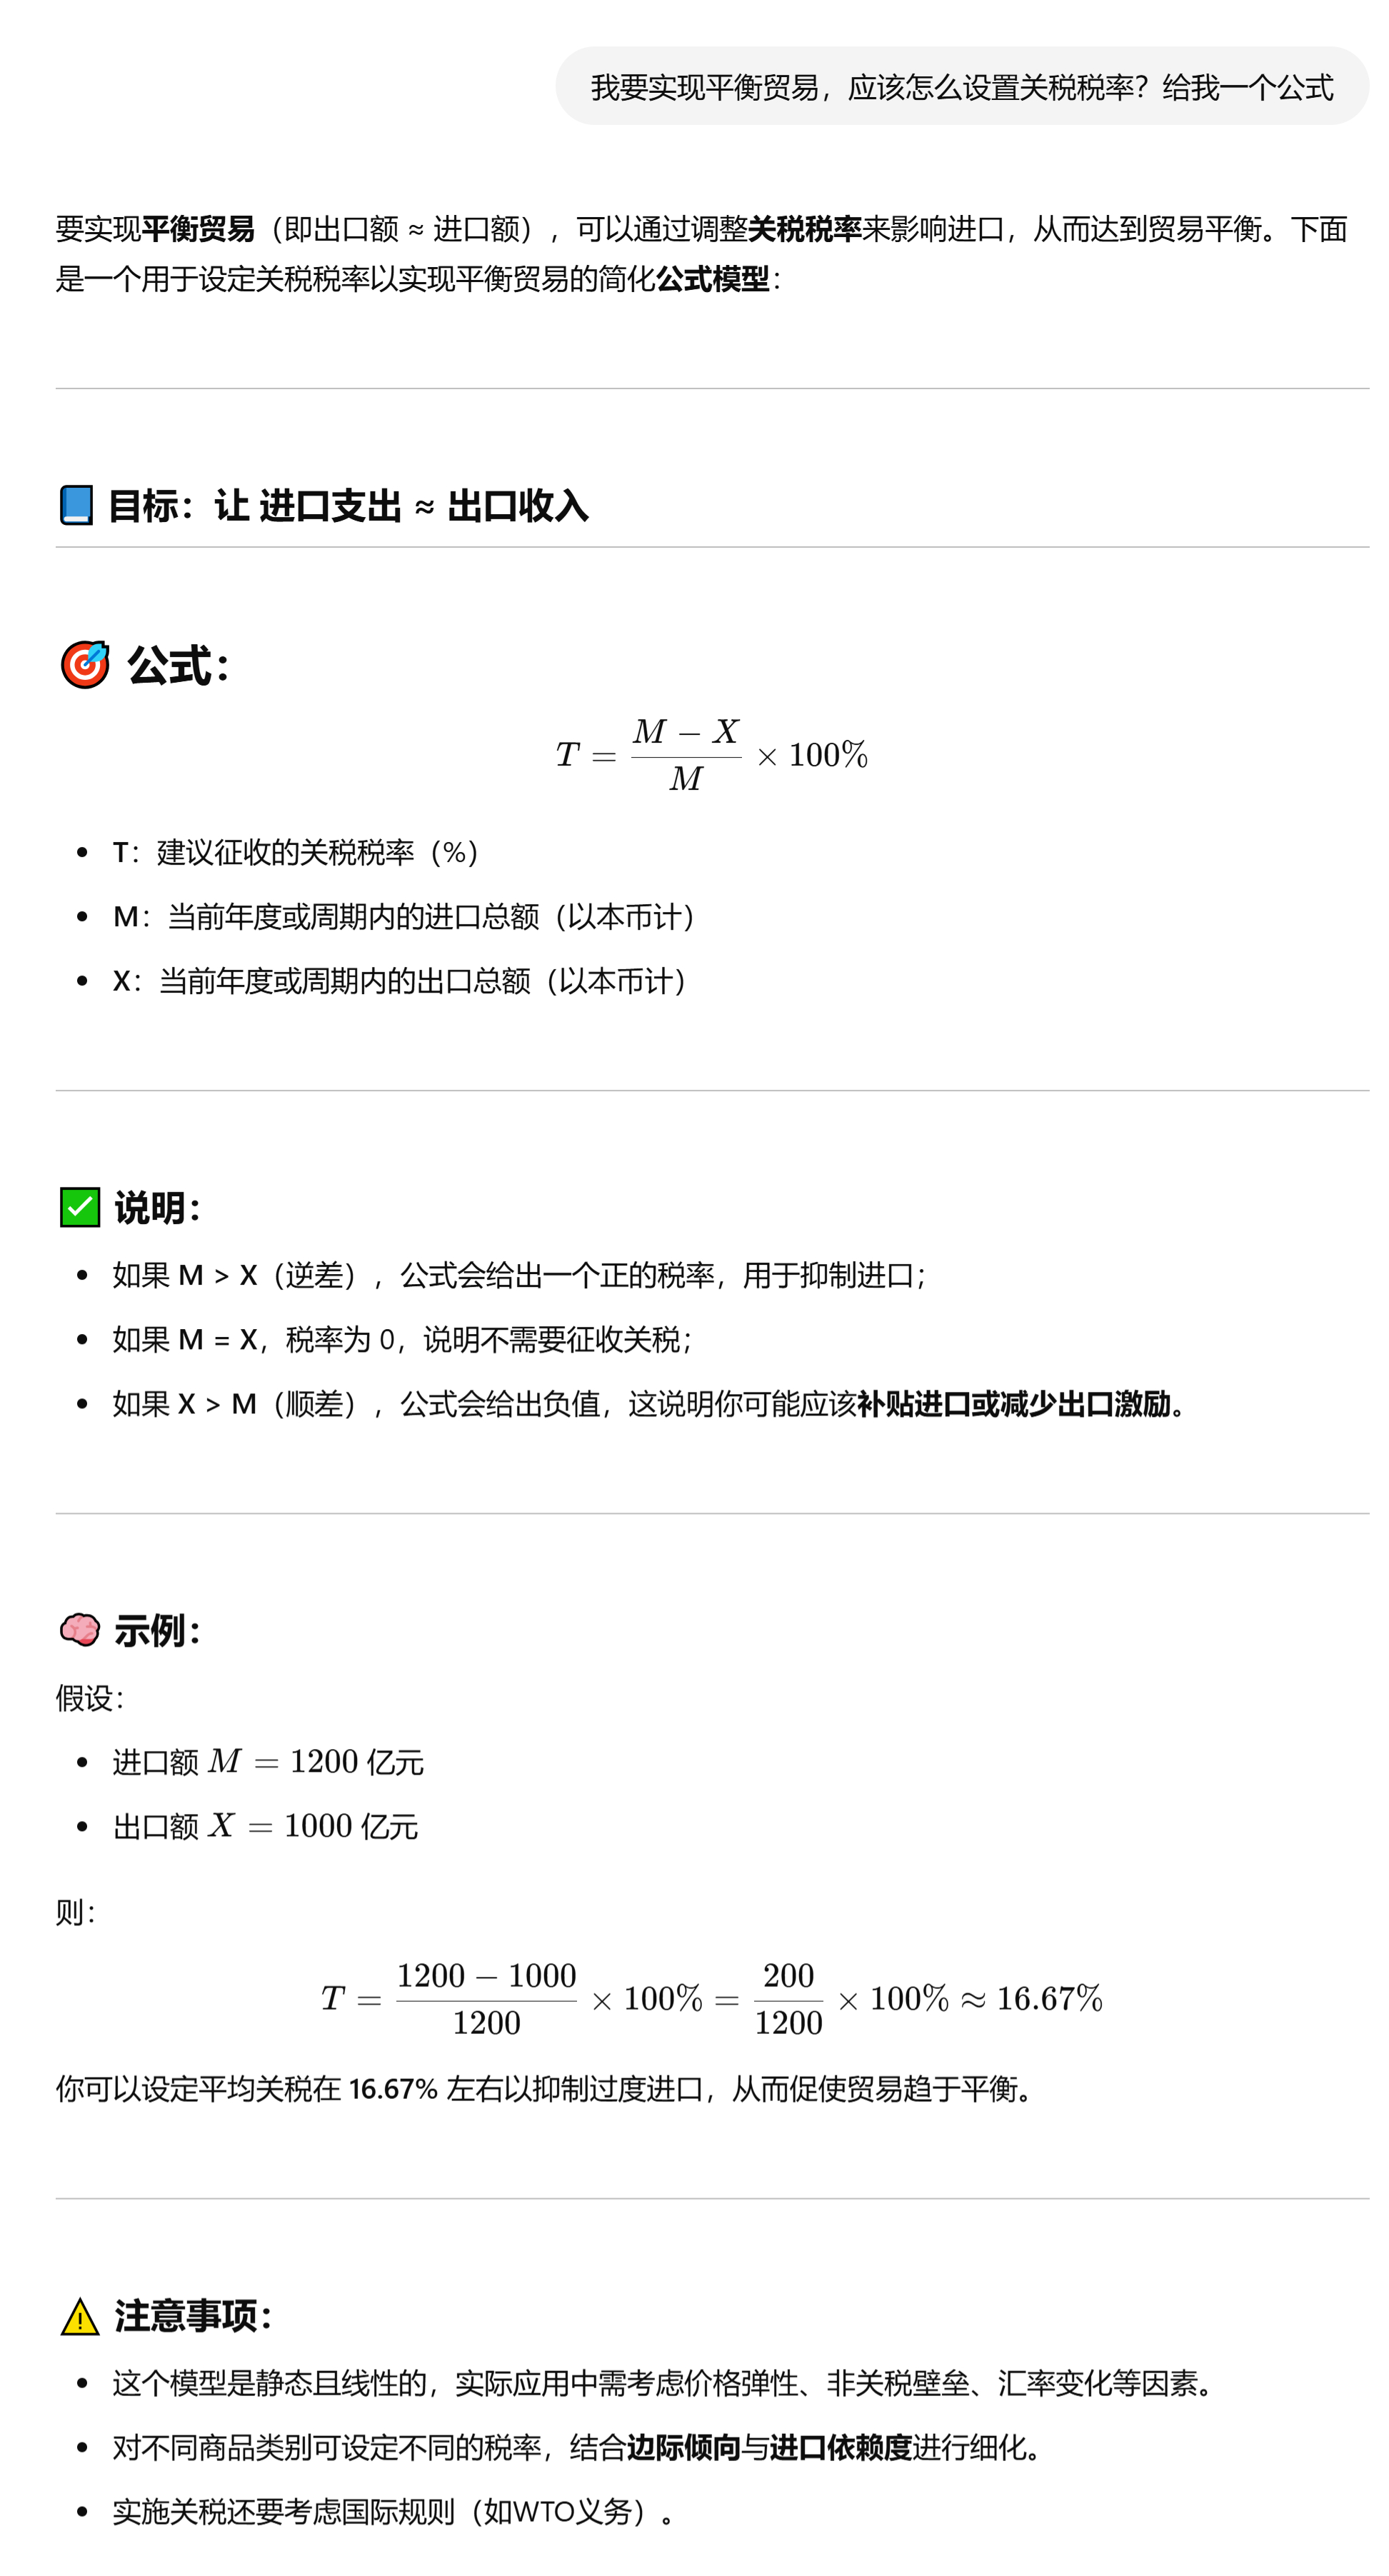 我要实现平衡贸易，应该怎么设置关税税率？给我一个公式
要实现平衡贸易（即出口额 ≈ 进口额），可以通过调整关税税率来影响进口，从而达到贸易平衡。下面
是一个用于设定关税税率以实现平衡贸易的简化公式模型：
📘 目标：让 进口支出 ≈ 出口收入
🎯 公式：
T = \frac{M − X}{M} × 100%
• T：建议征收的关税税率（%）
• M：当前年度或周期内的进口总额（以本币计）
• X：当前年度或周期内的出口总额（以本币计）
✅ 说明：
• 如果 M > X（逆差），公式会给出一个正的税率，用于抑制进口；
• 如果 M = X，税率为 0，说明不需要征收关税；
• 如果 X > M（顺差），公式会给出负值，这说明你可能应该补贴进口或减少出口激励。
🧠 示例：
假设：
• 进口额 M = 1200 亿元
• 出口额 X = 1000 亿元
则：
T = \frac{1200 − 1000}{1200} × 100% = \frac{200}{1200} × 100% ≈ 16.67%
你可以设定平均关税在 16.67% 左右以抑制过度进口，从而促使贸易趋于平衡。
⚠️ 注意事项：
• 这个模型是静态且线性的，实际应用中需考虑价格弹性、非关税壁垒、汇率变化等因素。
• 对不同商品类别可设定不同的税率，结合边际倾向与进口依赖度进行细化。
• 实施关税还要考虑国际规则（如WTO义务）。